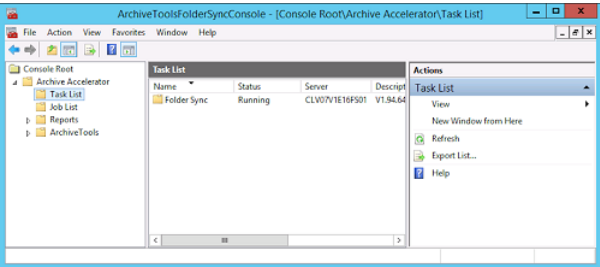 ArchiveToolsFolderSyncConsole - [Console Root\Archive Accelerator\Task List]
File Action View Favorites Window Help
Console Root
Archive Accelerator
Task List
Job List
Reports
ArchiveTools
Task List
Name Status Server Descript
Folder Sync Running CLV07V1E16FS01 V1.94.64
Actions
Task List
View
New Window from Here
Refresh
Export List...
Help